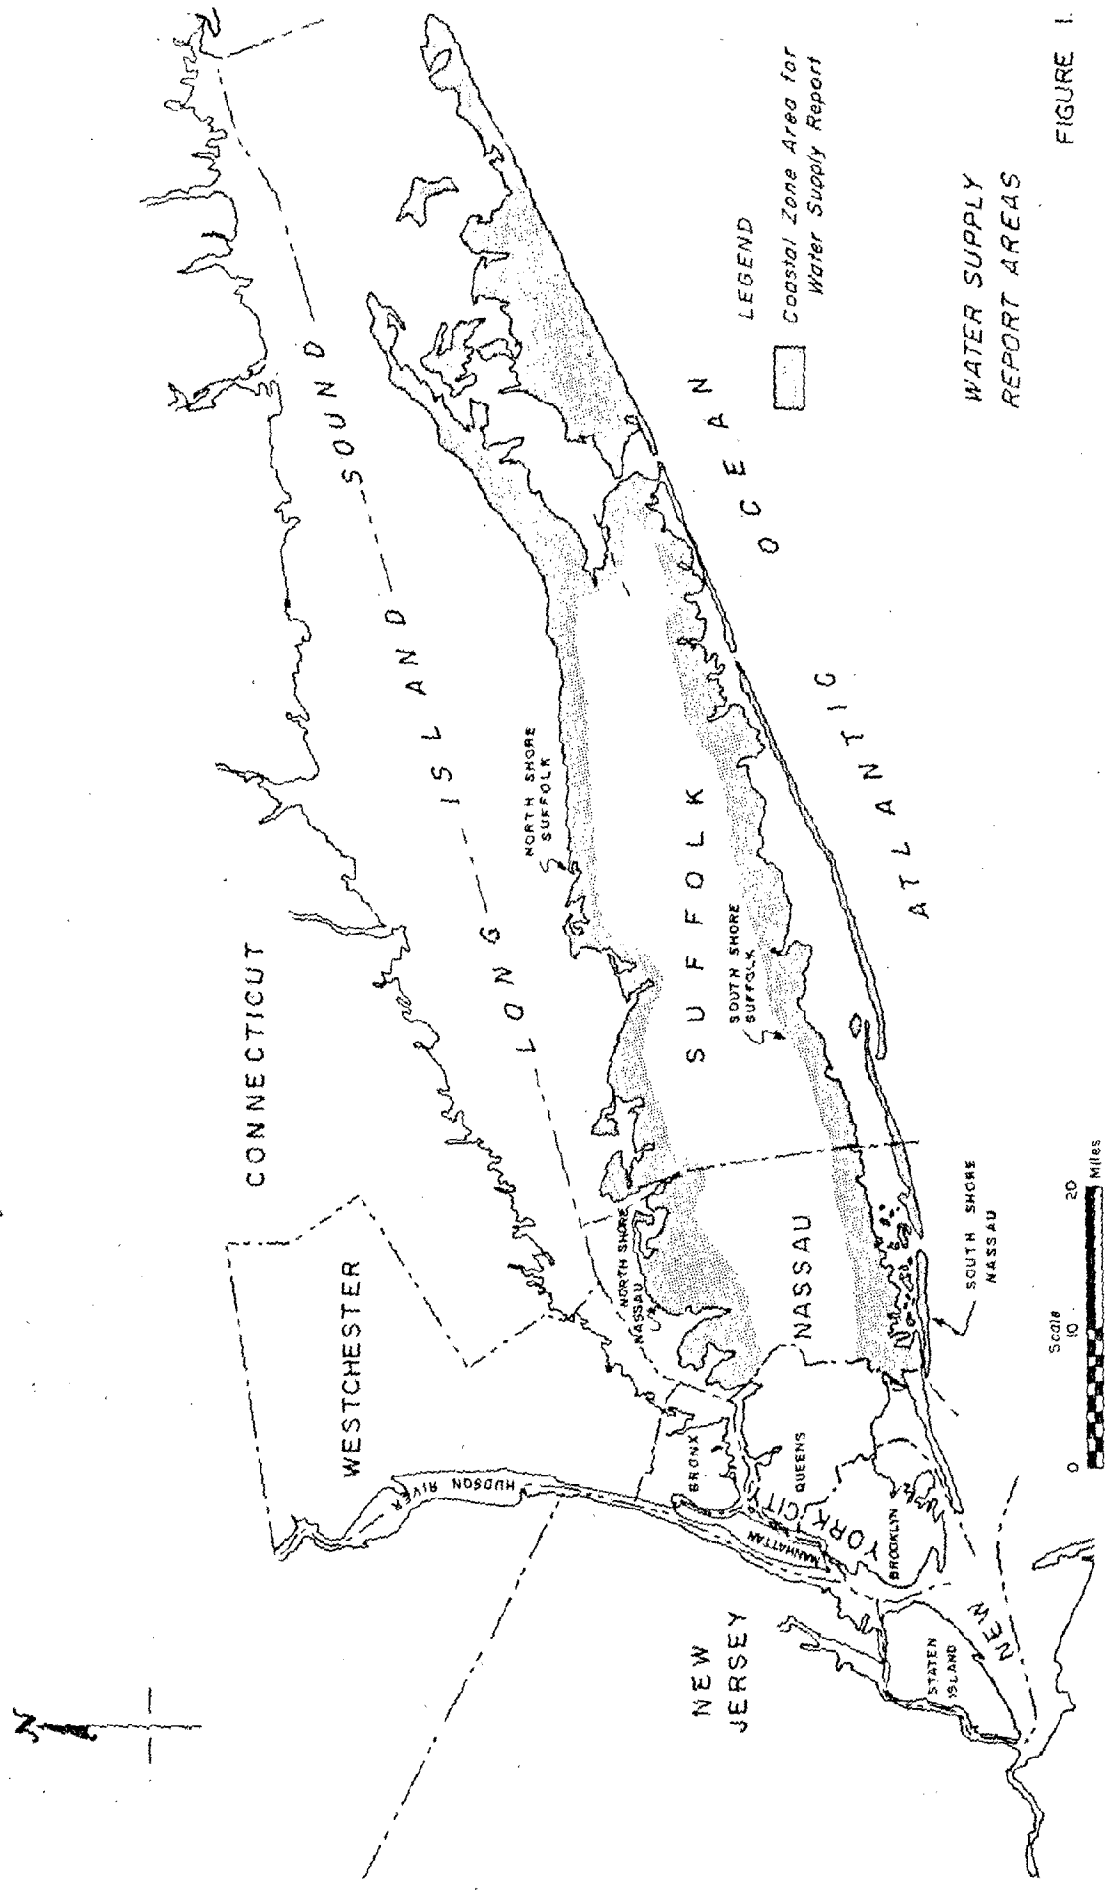 N
CONNECTICUT
WESTCHESTER
HUDSON RIVER
LONG ISLAND SOUND SOUND
NORTH SHORE
SUFFOLK
NORTH SHORE
NASSAU
SUFFOLK
SOUTH SHORE
SUFFOLK
NASSAU
SOUTH SHORE
NASSAU
BRONX
QUEENS
MANHATTAN
BROOKLYN
NEW YORK CITY
STATEN
ISLAND
NEW
JERSEY
ATLANTIC OCEAN
LEGEND
Coastal Zone Area for
Water Supply Report
Scale
0 10 20
Miles
WATER SUPPLY
REPORT AREAS
FIGURE 1.